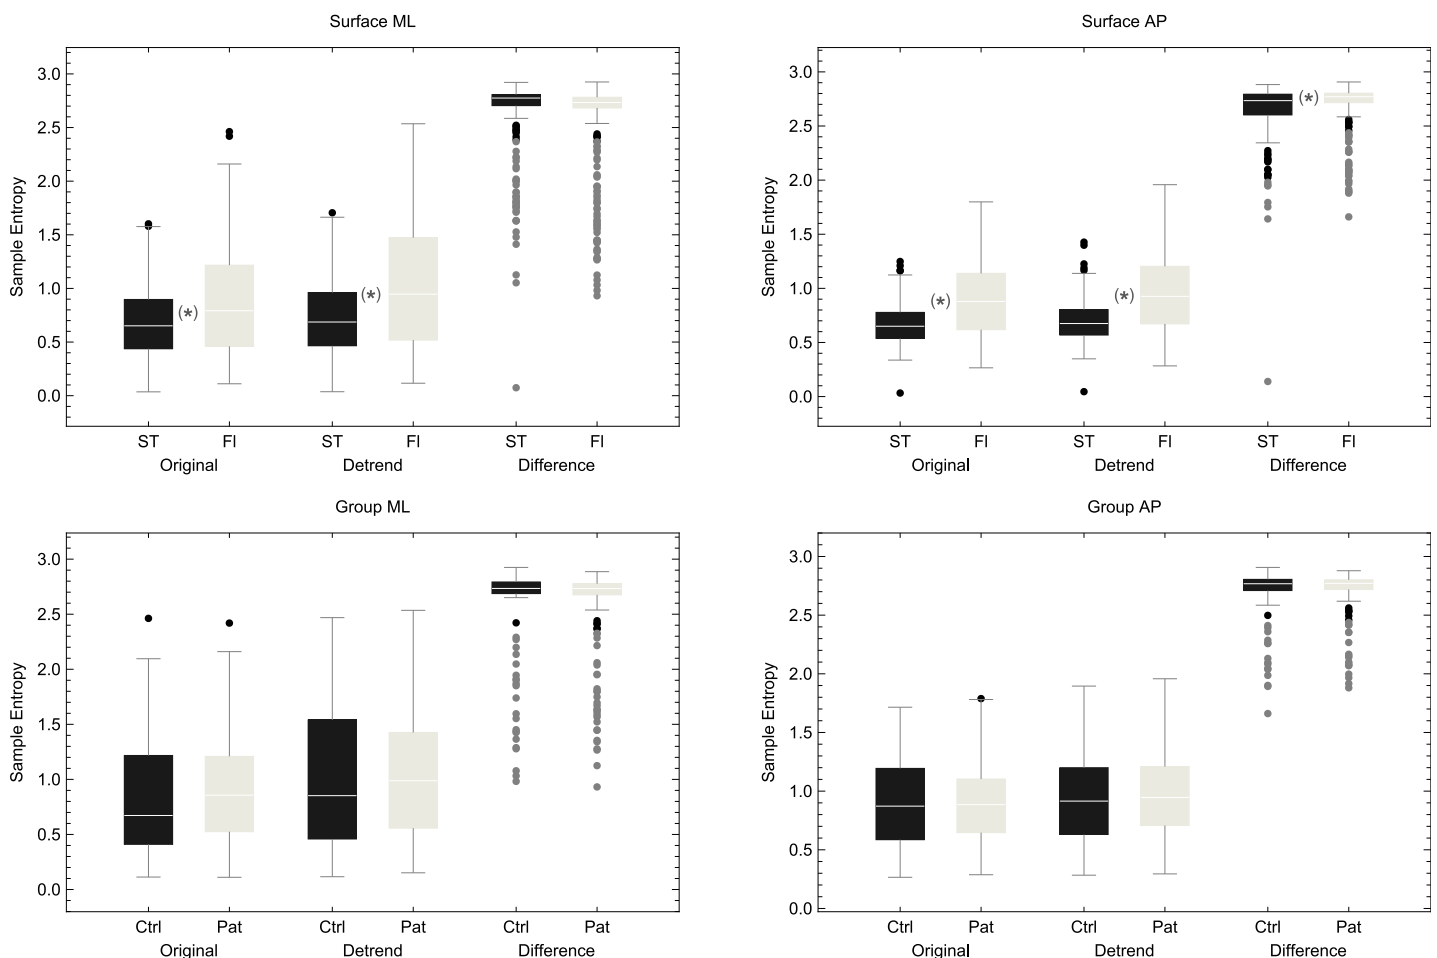 Surface ML
Sample Entropy
3.0
2.5
2.0
1.5
1.0
0.5
0.0
(*)
(*)
ST FI ST FI ST FI
Original Detrend Difference
Surface AP
Sample Entropy
3.0
2.5
2.0
1.5
1.0
0.5
0.0
(*)
(*)
(*)
ST FI ST FI ST FI
Original Detrend Difference
Group ML
Sample Entropy
3.0
2.5
2.0
1.5
1.0
0.5
0.0
Ctrl Pat Ctrl Pat Ctrl Pat
Original Detrend Difference
Group AP
Sample Entropy
3.0
2.5
2.0
1.5
1.0
0.5
0.0
Ctrl Pat Ctrl Pat Ctrl Pat
Original Detrend Difference